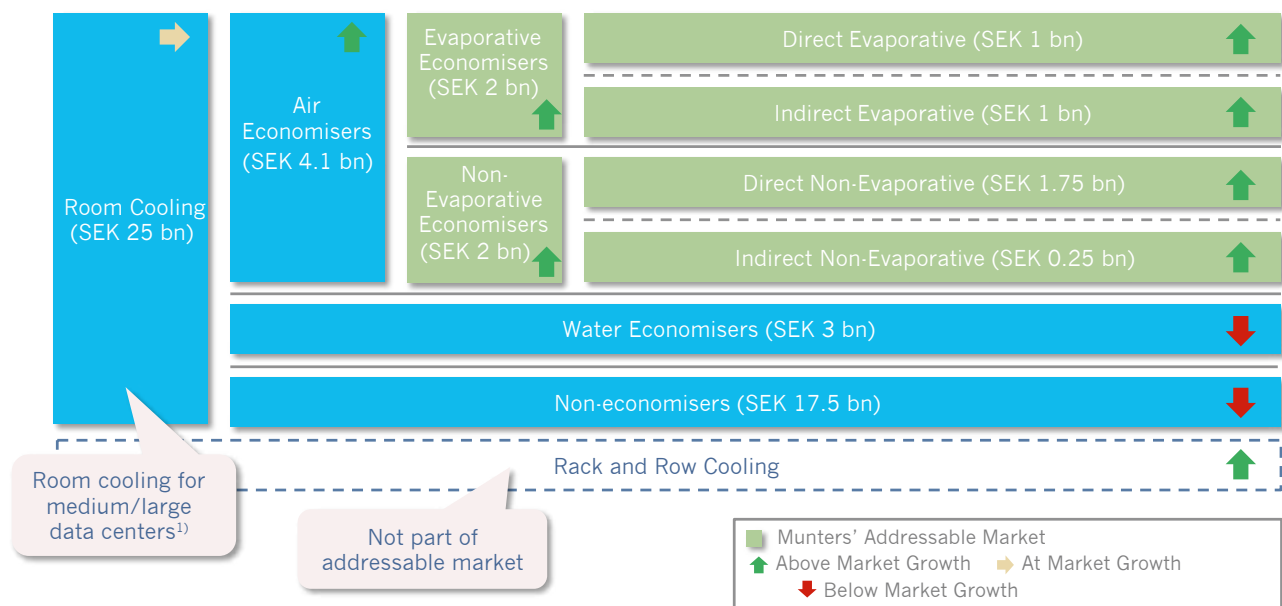 Room Cooling
(SEK 25 bn)
Air
Economisers
(SEK 4.1 bn)
Evaporative
Economisers
(SEK 2 bn)
Direct Evaporative (SEK 1 bn)
Indirect Evaporative (SEK 1 bn)
Non-
Evaporative
Economisers
(SEK 2 bn)
Direct Non-Evaporative (SEK 1.75 bn)
Indirect Non-Evaporative (SEK 0.25 bn)
Water Economisers (SEK 3 bn)
Non-economisers (SEK 17.5 bn)
Rack and Row Cooling
Room cooling for
medium/large
data centers¹⁾
Not part of
addressable market
Munters’ Addressable Market
Above Market Growth
At Market Growth
Below Market Growth